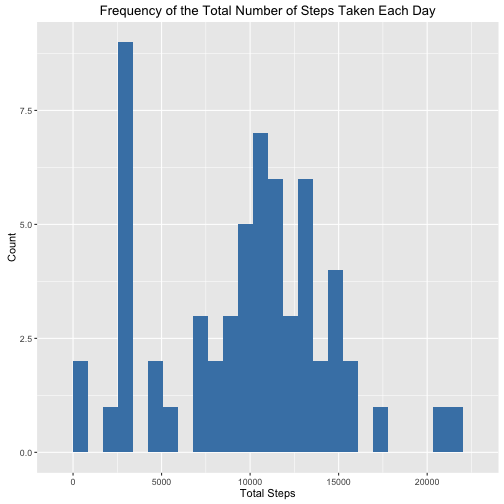 Frequency of the Total Number of Steps Taken Each Day
Count
7.5
5.0
2.5
0.0
0 5000 10000 15000 20000
Total Steps